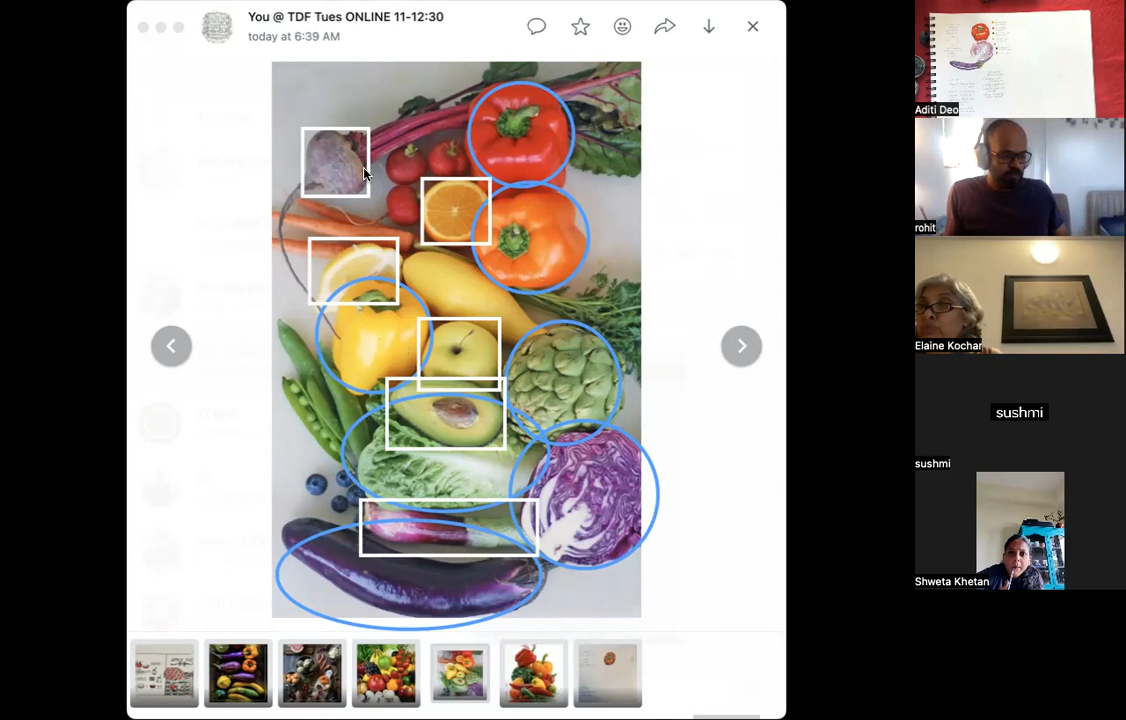 You @ TDF Tues ONLINE 11-12:30
today at 6:39 AM
Aditi Deo
rohit
Elaine Kochar
sushmi
sushmi
Shweta Khetan